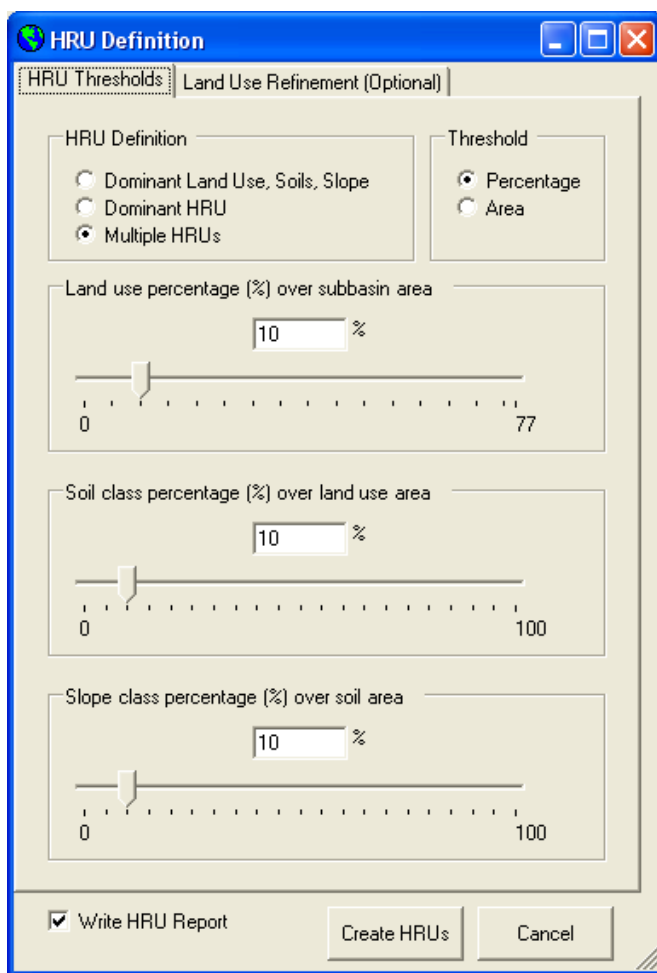 HRU Definition
HRU Thresholds Land Use Refinement (Optional)
HRU Definition
Dominant Land Use, Soils, Slope
Dominant HRU
Multiple HRUs
Threshold
Percentage
Area
Land use percentage (%) over subbasin area
10 %
0 77
Soil class percentage (%) over land use area
10 %
0 100
Slope class percentage (%) over soil area
10 %
0 100
Write HRU Report Create HRUs Cancel